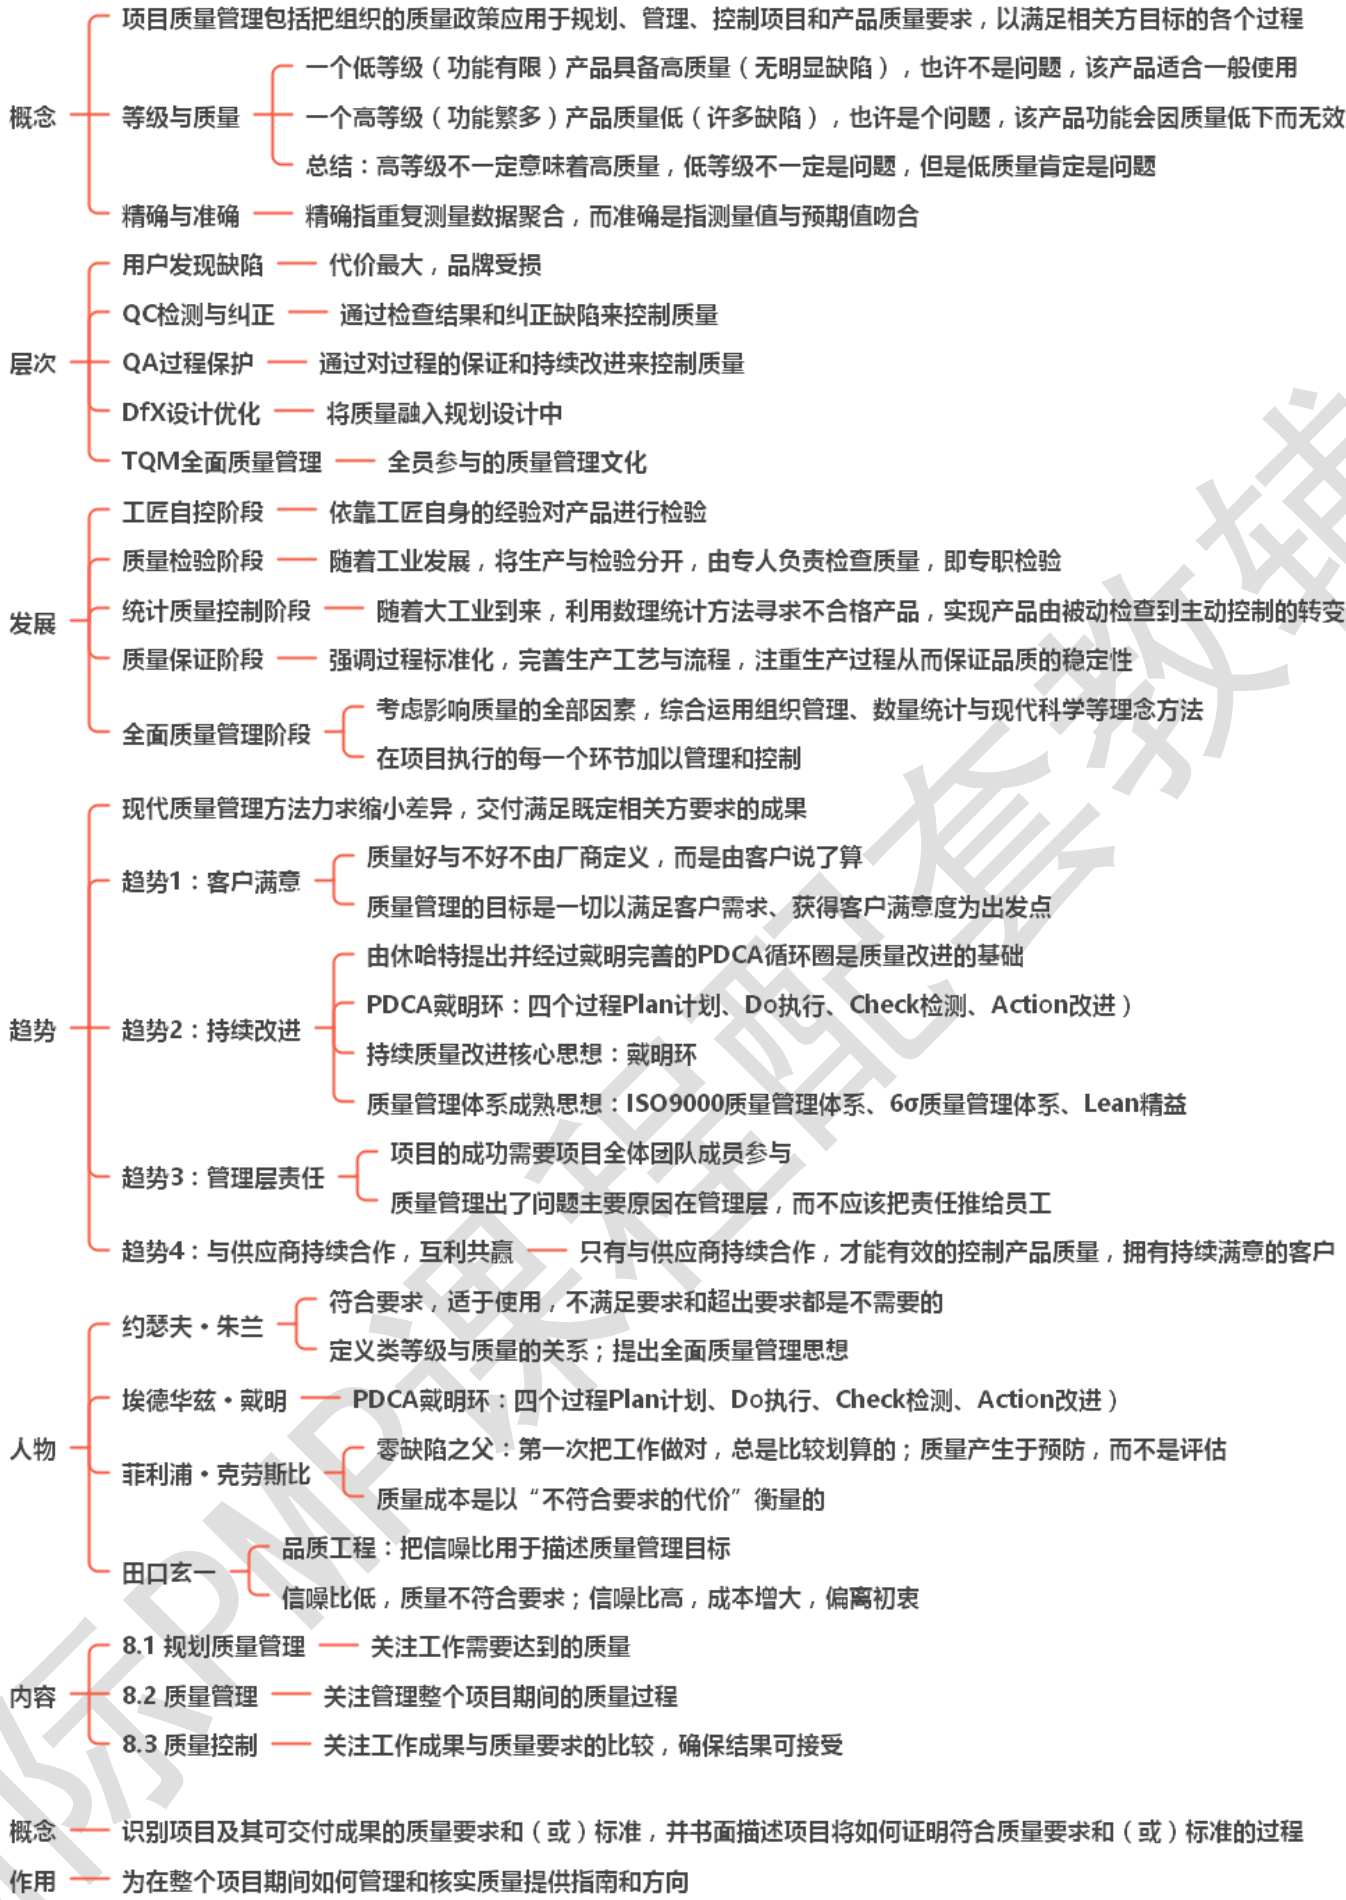 项目质量管理包括把组织的质量政策应用于规划、管理、控制项目和产品质量要求，以满足相关方目标的各个过程
一个低等级（功能有限）产品具备高质量（无明显缺陷），也许不是问题，该产品适合一般使用
概念
等级与质量
一个高等级（功能繁多）产品质量低（许多缺陷），也许是个问题，该产品功能会因质量低下而无效
总结：高等级不一定意味着高质量，低等级不一定是问题，但是低质量肯定是问题
精确与准确
精确指重复测量数据聚合，而准确是指测量值与预期值吻合
用户发现缺陷
代价最大，品牌受损
QC检测与纠正
通过检查结果和纠正缺陷来控制质量
层次
QA过程保护
通过对过程的保证和持续改进来控制质量
DfX设计优化
将质量融入规划设计中
TQM全面质量管理
全员参与的质量管理文化
工匠自控阶段
依靠工匠自身的经验对产品进行检验
质量检验阶段
随着工业发展，将生产与检验分开，由专人负责检查质量，即专职检验
发展
统计质量控制阶段
随着大工业到来，利用数理统计方法寻求不合格产品，实现产品由被动检查到主动控制的转变
质量保证阶段
强调过程标准化，完善生产工艺与流程，注重生产过程从而保证品质的稳定性
全面质量管理阶段
考虑影响质量的全部因素，综合运用组织管理、数量统计与现代科学等理念方法
在项目执行的每一个环节加以管理和控制
现代质量管理方法力求缩小差异，交付满足既定相关方要求的成果
趋势1：客户满意
质量好与不好不由厂商定义，而是由客户说了算
质量管理的目标是一切以满足客户需求、获得客户满意度为出发点
由休哈特提出并经过戴明完善的PDCA循环圈是质量改进的基础
PDCA戴明环：四个过程Plan计划、Do执行、Check检测、Action改进）
趋势
趋势2：持续改进
持续质量改进核心思想：戴明环
质量管理体系成熟思想：ISO9000质量管理体系、6σ质量管理体系、Lean精益
趋势3：管理层责任
项目的成功需要项目全体团队成员参与
质量管理出了问题主要原因在管理层，而不应该把责任推给员工
趋势4：与供应商持续合作，互利共赢
只有与供应商持续合作，才能有效的控制产品质量，拥有持续满意的客户
约瑟夫·朱兰
符合要求，适于使用，不满足要求和超出要求都是不需要的
定义类等级与质量的关系；提出全面质量管理思想
埃德华兹·戴明
PDCA戴明环：四个过程Plan计划、Do执行、Check检测、Action改进）
人物
菲利浦·克劳斯比
零缺陷之父：第一次把工作做对，总是比较划算的；质量产生于预防，而不是评估
质量成本是以“不符合要求的代价”衡量的
田口玄一
品质工程：把信噪比用于描述质量管理目标
信噪比低，质量不符合要求；信噪比高，成本增大，偏离初衷
8.1 规划质量管理
关注工作需要达到的质量
内容
8.2 质量管理
关注管理整个项目期间的质量过程
8.3 质量控制
关注工作成果与质量要求的比较，确保结果可接受
概念
识别项目及其可交付成果的质量要求和（或）标准，并书面描述项目将如何证明符合质量要求和（或）标准的过程
作用
为在整个项目期间如何管理和核实质量提供指南和方向
际PMP课程配套教辅